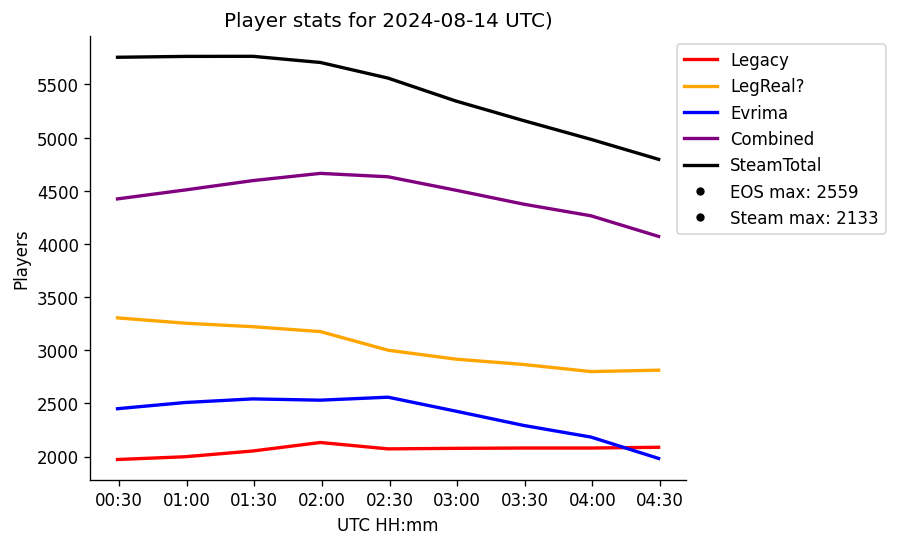 Player stats for 2024-08-14 UTC)
Players
5500
5000
4500
4000
3500
3000
2500
2000
00:30 01:00 01:30 02:00 02:30 03:00 03:30 04:00 04:30
UTC HH:mm
Legacy
LegReal?
Evrima
Combined
SteamTotal
EOS max: 2559
Steam max: 2133